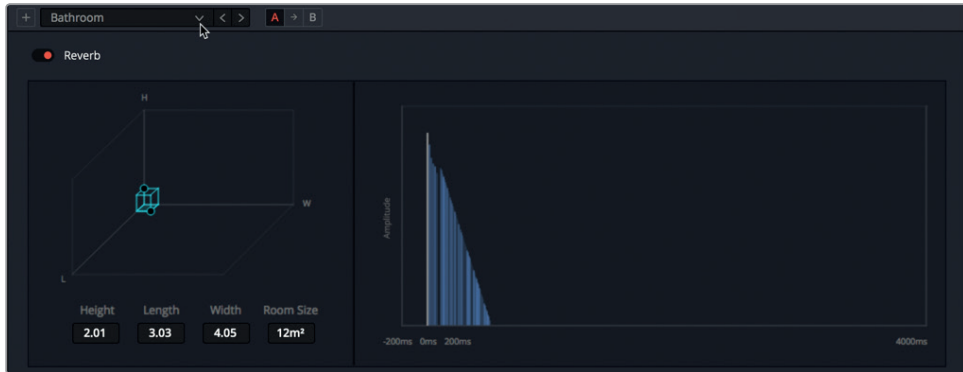 + Bathroom < > A → B
Reverb
H
W
L
Height Length Width Room Size
2.01 3.03 4.05 12m²
Amplitude
-200ms 0ms 200ms 4000ms